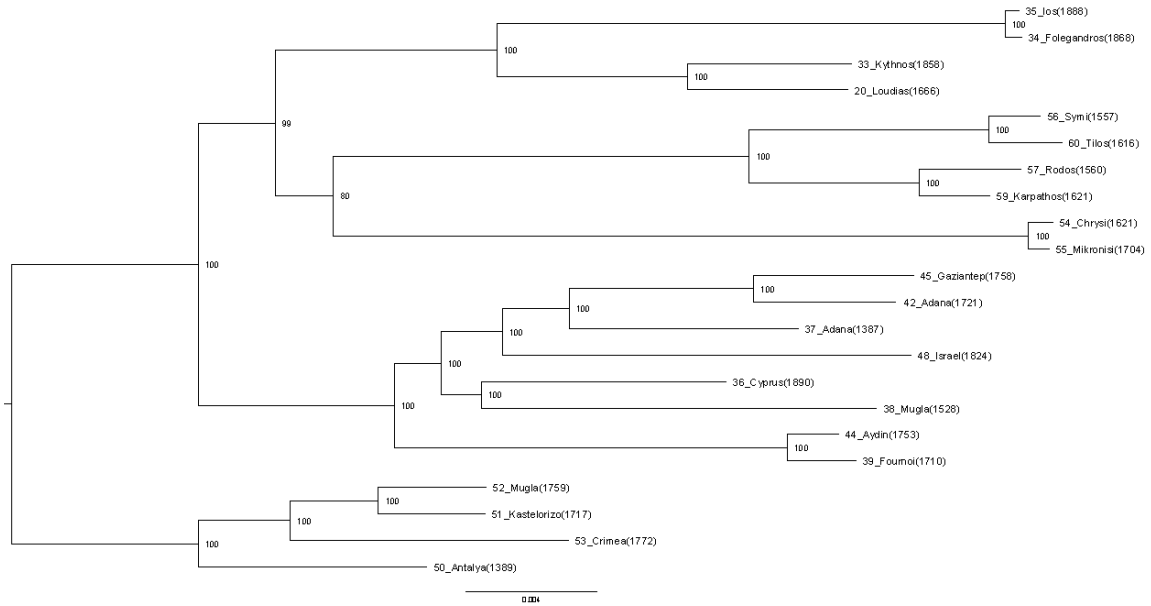 35_Ios(1888)
100
34_Folegandros(1868)
100
33_Kythnos(1858)
100
20_Loudias(1666)
99
56_Symi(1557)
100
60_Tilos(1616)
100
57_Rodos(1560)
100
59_Karpathos(1621)
80
54_Chrysi(1621)
100
55_Mikronisi(1704)
100
45_Gaziantep(1758)
100
42_Adana(1721)
100
37_Adana(1387)
100
48_Israel(1824)
100
36_Cyprus(1890)
100
38_Mugla(1528)
100
44_Aydin(1753)
100
39_Fournoi(1710)
52_Mugla(1759)
100
51_Kastelorizo(1717)
100
53_Crimea(1772)
100
50_Antalya(1389)
0.004